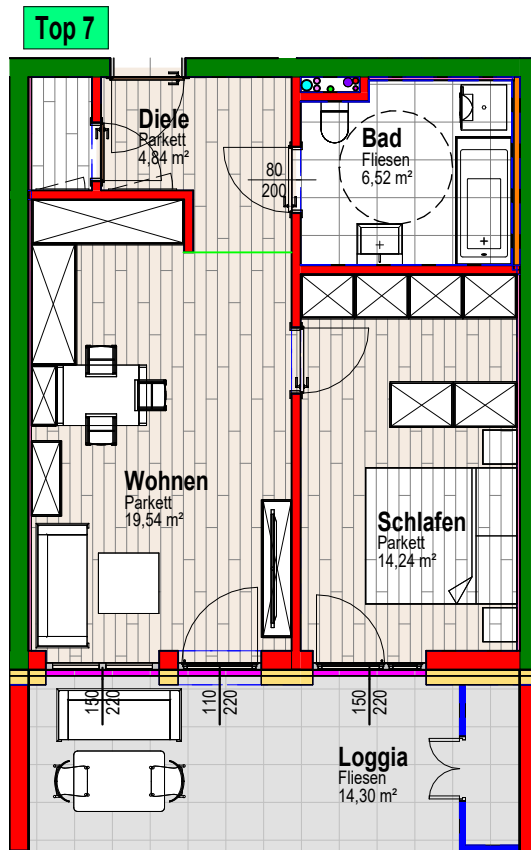 Top 7
Diele
Parkett
4,84 m²
Bad
Fliesen
6,52 m²
80
200
Wohnen
Parkett
19,54 m²
Schlafen
Parkett
14,24 m²
150
220
110
220
150
220
Loggia
Fliesen
14,30 m²